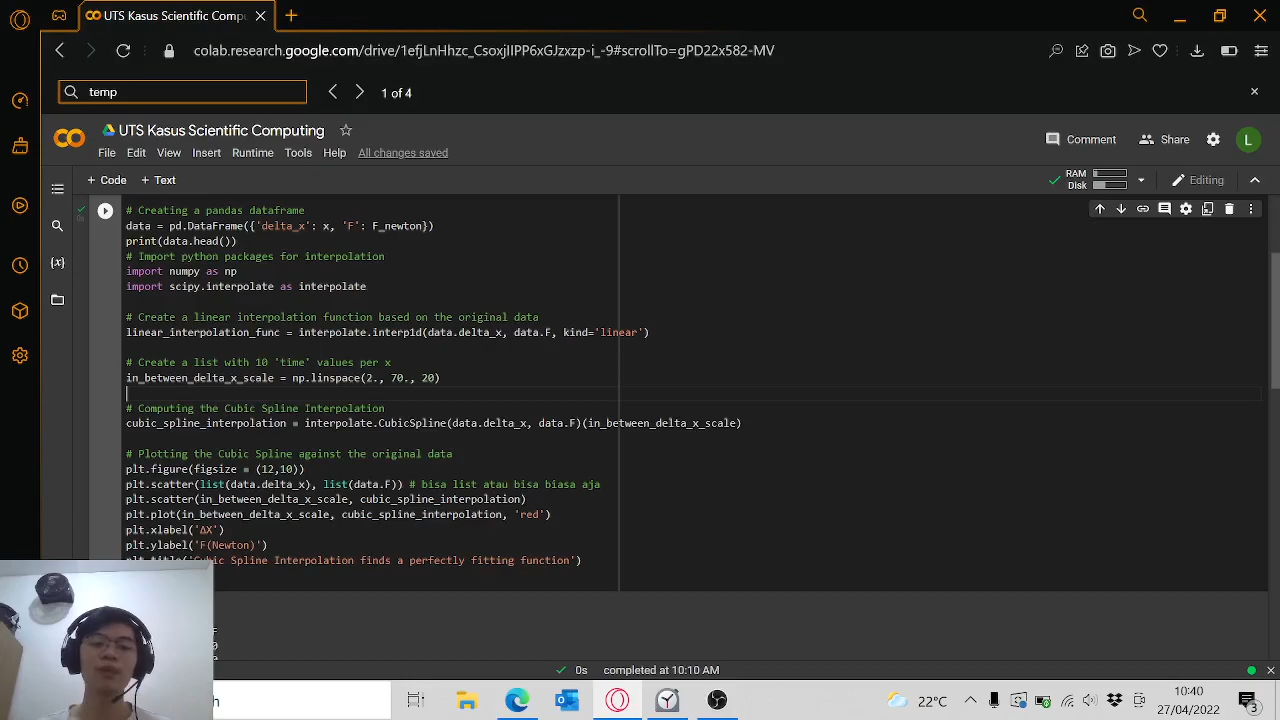 UTS Kasus Scientific Comp
colab.research.google.com/drive/1efjLnHhzc_CsoxjIIPP6xGJzxzp-i_-9#scrollTo=gPD22x582-MV
temp
1 of 4
UTS Kasus Scientific Computing
Comment
Share
L
File Edit View Insert Runtime Tools Help All changes saved
+ Code + Text
RAM
Disk
Editing
# Creating a pandas dataframe
data = pd.DataFrame({'delta_x': x, 'F': F_newton})
print(data.head())
# Import python packages for interpolation
import numpy as np
import scipy.interpolate as interpolate
# Create a linear interpolation function based on the original data
linear_interpolation_func = interpolate.interp1d(data.delta_x, data.F, kind='linear')
# Create a list with 10 'time' values per x
in_between_delta_x_scale = np.linspace(2., 70., 20)
# Computing the Cubic Spline Interpolation
cubic_spline_interpolation = interpolate.CubicSpline(data.delta_x, data.F)(in_between_delta_x_scale)
# Plotting the Cubic Spline against the original data
plt.figure(figsize = (12,10))
plt.scatter(list(data.delta_x), list(data.F)) # bisa list atau bisa biasa aja
plt.scatter(in_between_delta_x_scale, cubic_spline_interpolation)
plt.plot(in_between_delta_x_scale, cubic_spline_interpolation, 'red')
plt.xlabel('ΔX')
plt.ylabel('F(Newton)')
plt.title('Cubic Spline Interpolation finds a perfectly fitting function')
0s completed at 10:10 AM
22°C
10:40
27/04/2022
3